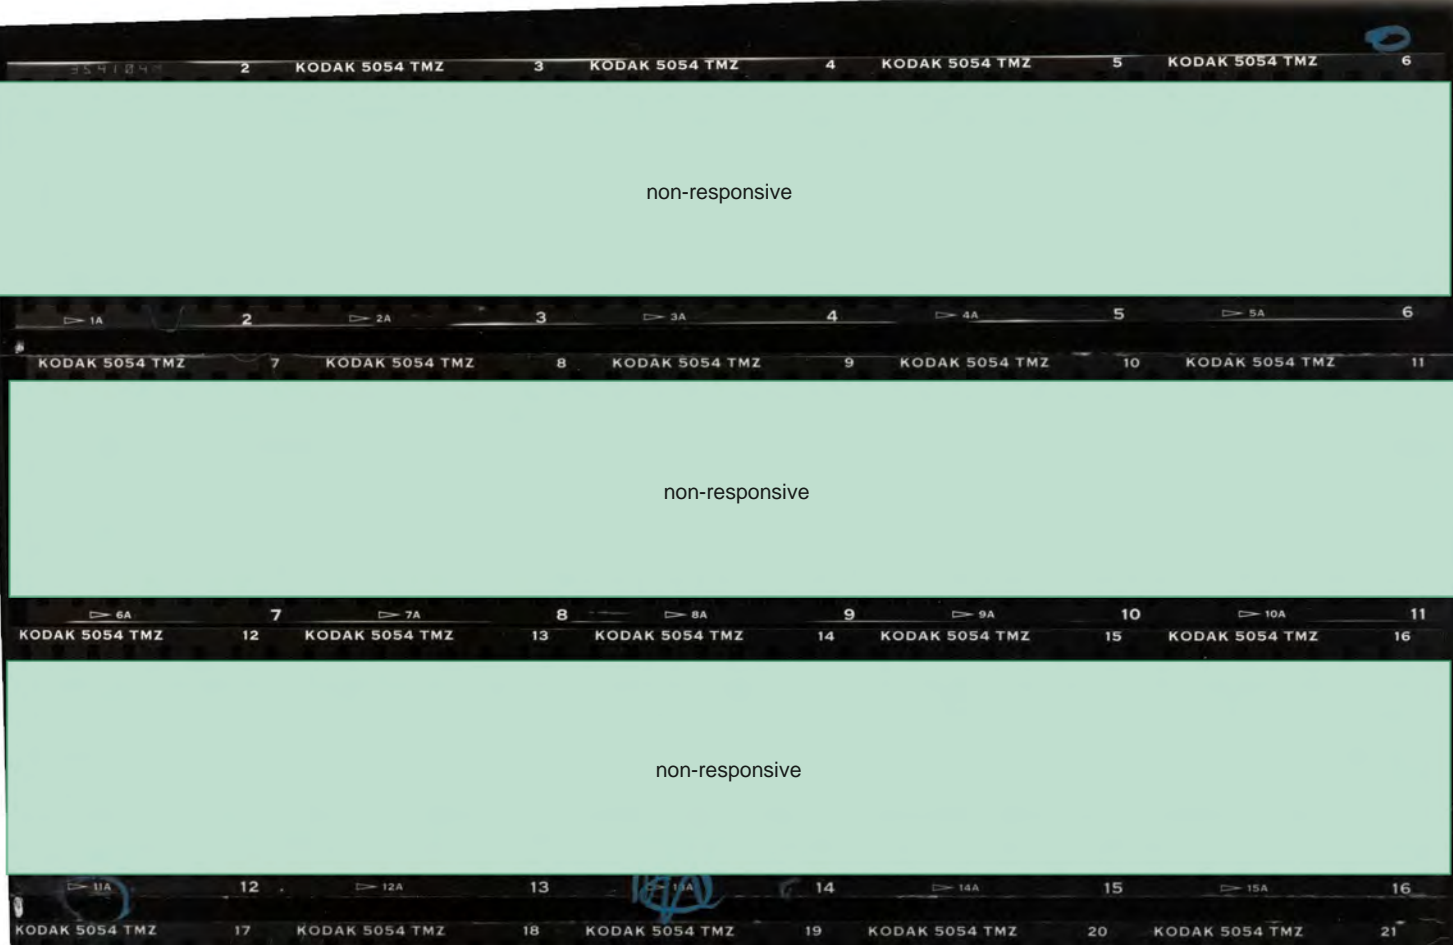 2 KODAK 5054 TMZ 3 KODAK 5054 TMZ 4 KODAK 5054 TMZ 5 KODAK 5054 TMZ 6
non-responsive
1A 2 2A 3 3A 4 4A 5 5A 6
KODAK 5054 TMZ 7 KODAK 5054 TMZ 8 KODAK 5054 TMZ 9 KODAK 5054 TMZ 10 KODAK 5054 TMZ 11
non-responsive
6A 7 7A 8 8A 9 9A 10 10A 11
KODAK 5054 TMZ 12 KODAK 5054 TMZ 13 KODAK 5054 TMZ 14 KODAK 5054 TMZ 15 KODAK 5054 TMZ 16
non-responsive
11A 12 12A 13 13A 14 14A 15 15A 16
KODAK 5054 TMZ 17 KODAK 5054 TMZ 18 KODAK 5054 TMZ 19 KODAK 5054 TMZ 20 KODAK 5054 TMZ 21